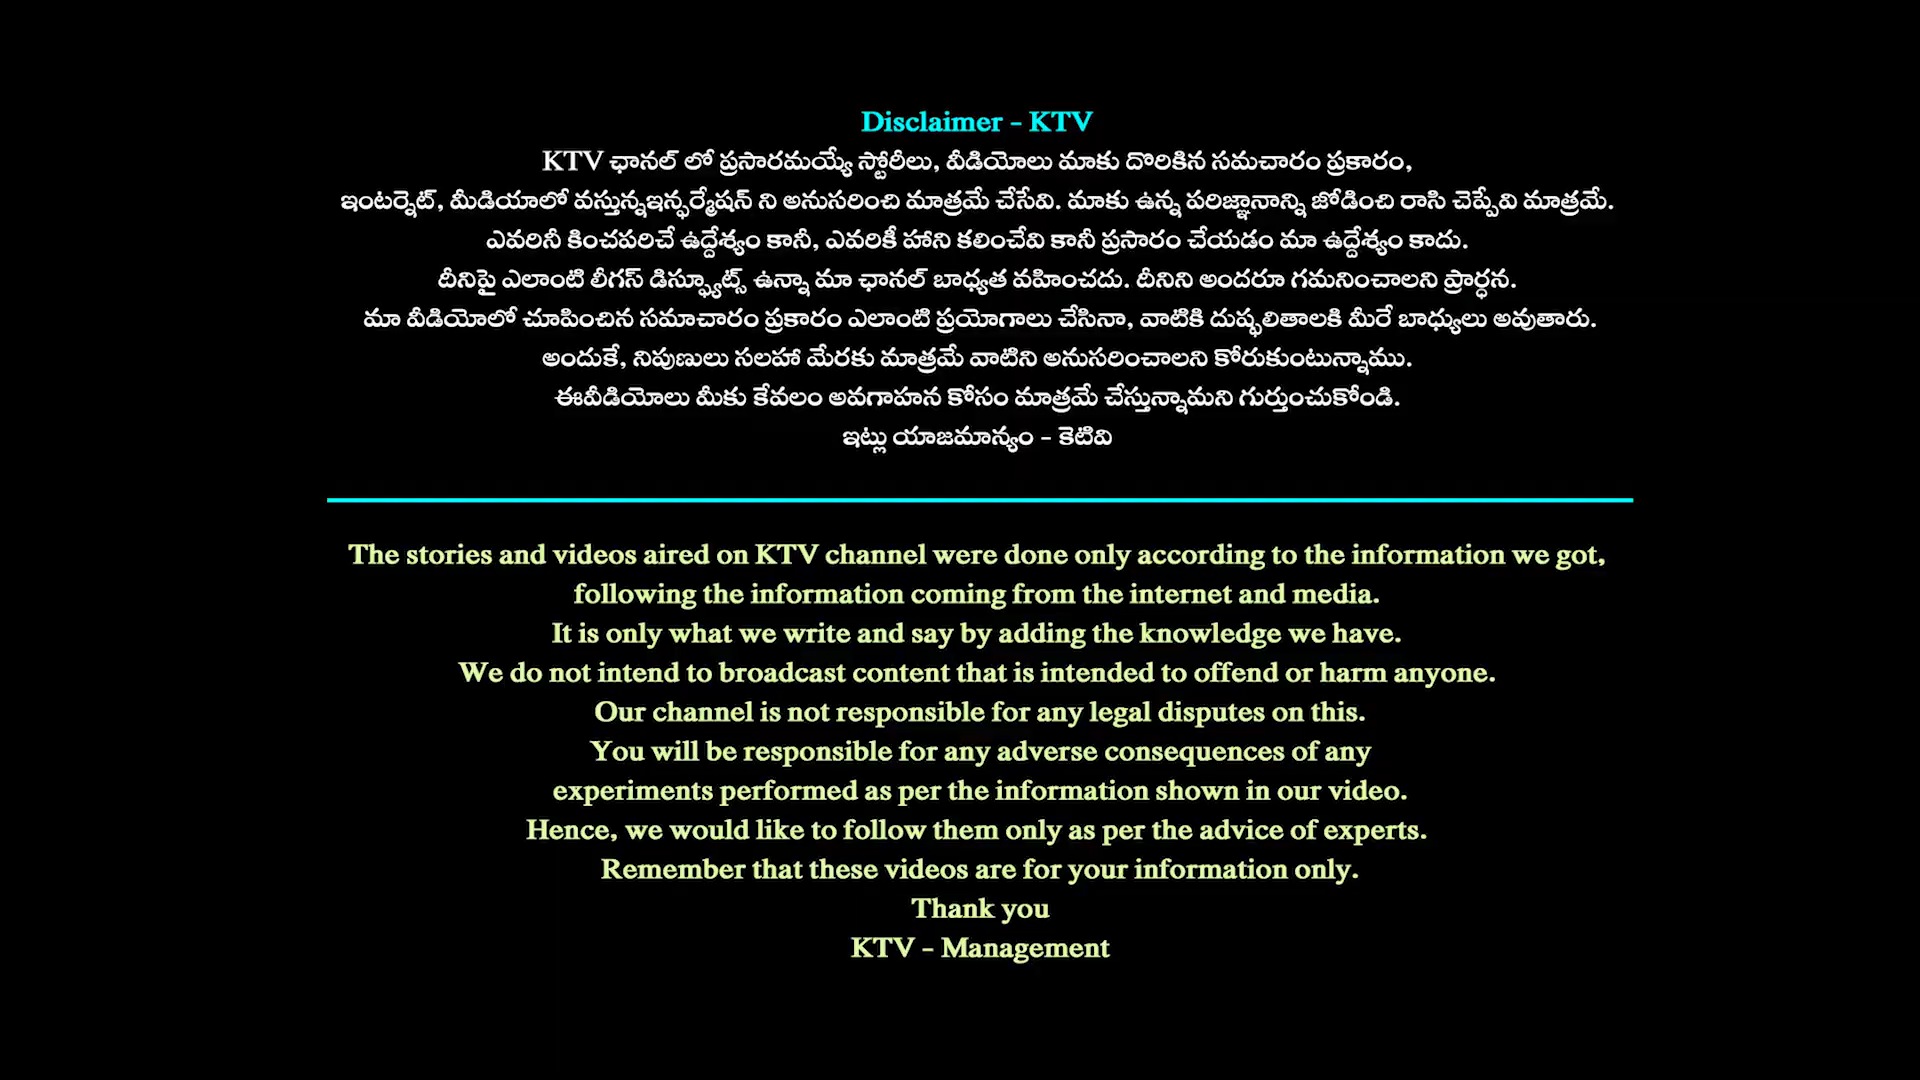 Disclaimer - KTV
KTV ఛానల్ లో ప్రసారమయ్యే స్టోరీలు, వీడియోలు మాకు దొరికిన సమచారం ప్రకారం,
ఇంటర్నెట్, మీడియాలో వస్తున్నఇన్ఫర్మేషన్ ని అనుసరించి మాత్రమే చేసేవి. మాకు ఉన్న పరిజ్ఞానాన్ని జోడించి రాసి చెప్పేవి మాత్రమే.
ఎవరినీ కించపరిచే ఉద్దేశ్యం కానీ, ఎవరికీ హాని కలించేవి కానీ ప్రసారం చేయడం మా ఉద్దేశ్యం కాదు.
దీనిపై ఎలాంటి లీగస్ డిస్ఫ్యూట్స్ ఉన్నా మా ఛానల్ బాధ్యత వహించదు. దీనిని అందరూ గమనించాలని ప్రార్ధన.
మా వీడియోలో చూపించిన సమాచారం ప్రకారం ఎలాంటి ప్రయోగాలు చేసినా, వాటికి దుష్ఫలితాలకి మీరే బాధ్యులు అవుతారు.
అందుకే, నిపుణులు సలహా మేరకు మాత్రమే వాటిని అనుసరించాలని కోరుకుంటున్నాము.
ఈవీడియోలు మీకు కేవలం అవగాహన కోసం మాత్రమే చేస్తున్నామని గుర్తుంచుకోండి.
ఇట్లు యాజమాన్యం - కెటివి
The stories and videos aired on KTV channel were done only according to the information we got,
following the information coming from the internet and media.
It is only what we write and say by adding the knowledge we have.
We do not intend to broadcast content that is intended to offend or harm anyone.
Our channel is not responsible for any legal disputes on this.
You will be responsible for any adverse consequences of any
experiments performed as per the information shown in our video.
Hence, we would like to follow them only as per the advice of experts.
Remember that these videos are for your information only.
Thank you
KTV - Management